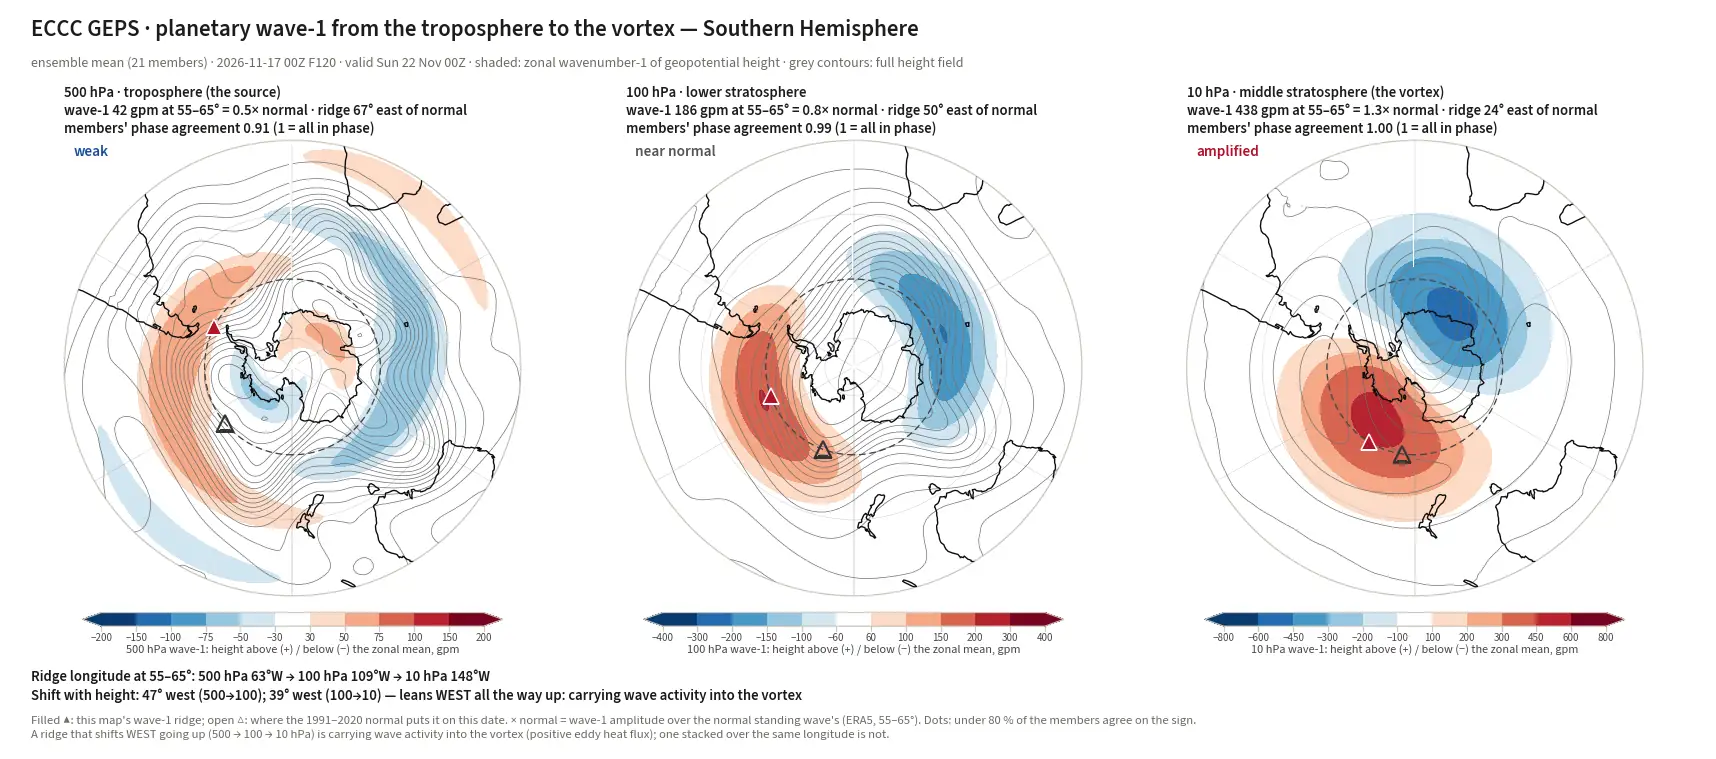 ECCC GEPS · planetary wave-1 from the troposphere to the vortex — Southern Hemisphere
ensemble mean (21 members) · 2026-11-17 00Z F120 · valid Sun 22 Nov 00Z · shaded: zonal wavenumber-1 of geopotential height · grey contours: full height field
500 hPa · troposphere (the source)
wave-1 42 gpm at 55–65° = 0.5× normal · ridge 67° east of normal
members' phase agreement 0.91 (1 = all in phase)
weak
100 hPa · lower stratosphere
wave-1 186 gpm at 55–65° = 0.8× normal · ridge 50° east of normal
members' phase agreement 0.99 (1 = all in phase)
near normal
10 hPa · middle stratosphere (the vortex)
wave-1 438 gpm at 55–65° = 1.3× normal · ridge 24° east of normal
members' phase agreement 1.00 (1 = all in phase)
amplified
−200 −150 −100 −75 −50 −30 30 50 75 100 150 200
500 hPa wave-1: height above (+) / below (−) the zonal mean, gpm
−400 −300 −200 −150 −100 −60 60 100 150 200 300 400
100 hPa wave-1: height above (+) / below (−) the zonal mean, gpm
−800 −600 −450 −300 −200 −100 100 200 300 450 600 800
10 hPa wave-1: height above (+) / below (−) the zonal mean, gpm
Ridge longitude at 55–65°: 500 hPa 63°W → 100 hPa 109°W → 10 hPa 148°W
Shift with height: 47° west (500→100); 39° west (100→10) — leans WEST all the way up: carrying wave activity into the vortex
Filled ▲: this map's wave-1 ridge; open △: where the 1991–2020 normal puts it on this date. × normal = wave-1 amplitude over the normal standing wave's (ERA5, 55–65°). Dots: under 80 % of the members agree on the sign.
A ridge that shifts WEST going up (500 → 100 → 10 hPa) is carrying wave activity into the vortex (positive eddy heat flux); one stacked over the same longitude is not.